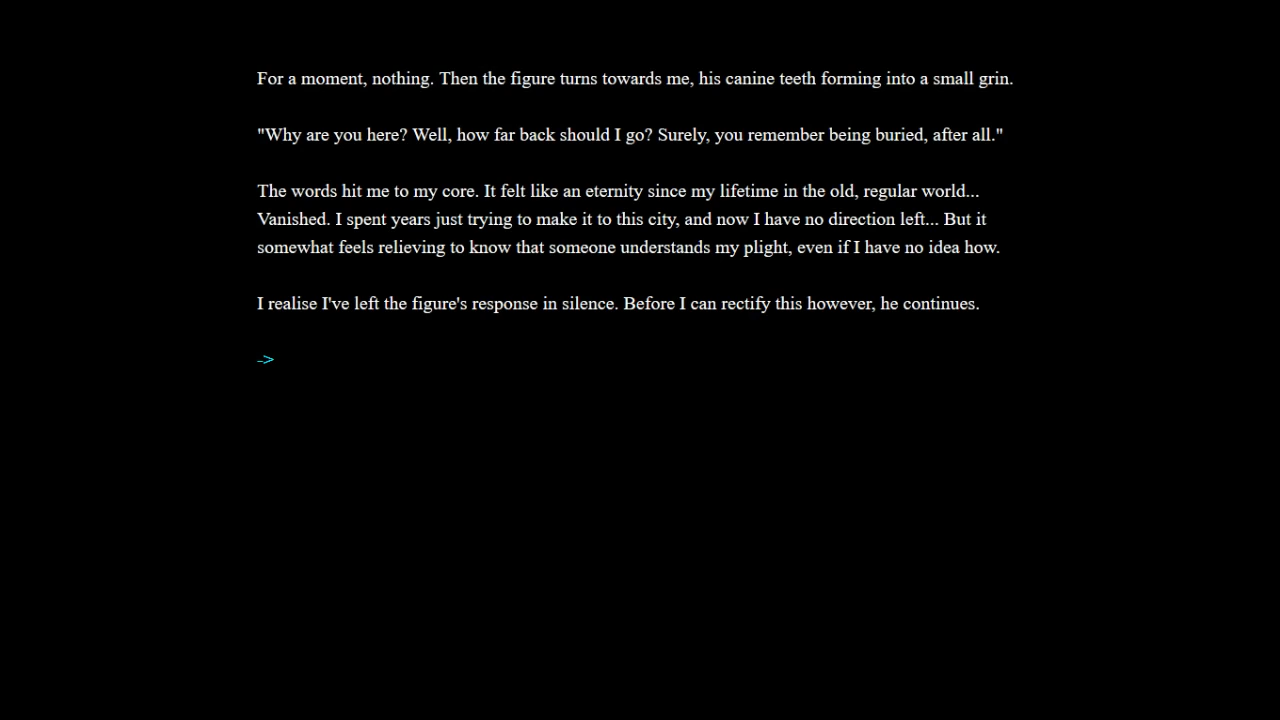 For a moment, nothing. Then the figure turns towards me, his canine teeth forming into a small grin.
"Why are you here? Well, how far back should I go? Surely, you remember being buried, after all."
The words hit me to my core. It felt like an eternity since my lifetime in the old, regular world...
Vanished. I spent years just trying to make it to this city, and now I have no direction left... But it
somewhat feels relieving to know that someone understands my plight, even if I have no idea how.
I realise I've left the figure's response in silence. Before I can rectify this however, he continues.
->